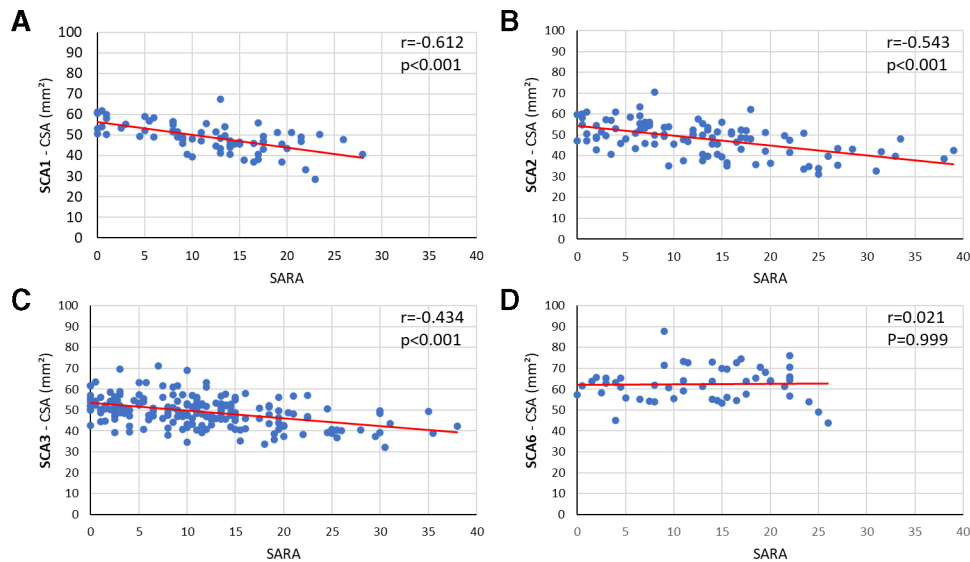 A
r=-0.612
p<0.001
SCA1 - CSA (mm²)
100
90
80
70
60
50
40
30
20
10
0
0 5 10 15 20 25 30 35 40
SARA
B
r=-0.543
p<0.001
SCA2 - CSA (mm²)
100
90
80
70
60
50
40
30
20
10
0
0 5 10 15 20 25 30 35 40
SARA
C
r=-0.434
p<0.001
SCA3 - CSA (mm²)
100
90
80
70
60
50
40
30
20
10
0
0 5 10 15 20 25 30 35 40
SARA
D
r=0.021
P=0.999
SCA6 - CSA (mm²)
100
90
80
70
60
50
40
30
20
10
0
0 5 10 15 20 25 30 35 40
SARA